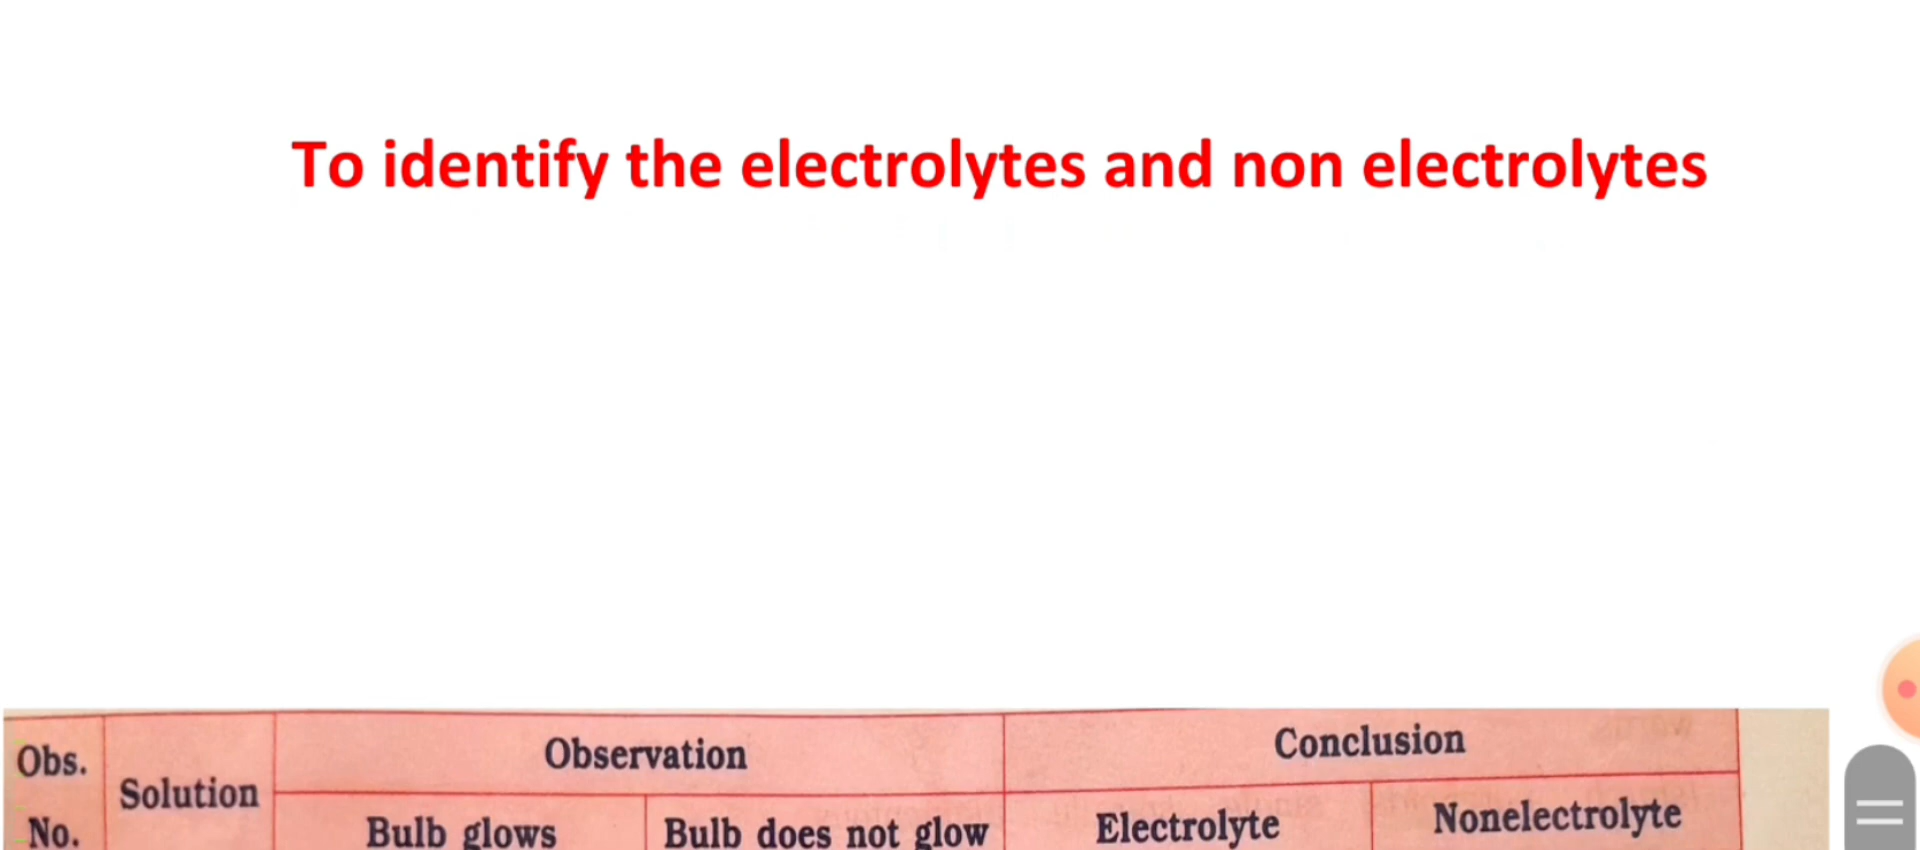 To identify the electrolytes and non electrolytes
Obs. No.
Solution
Observation
Conclusion
Bulb glows
Bulb does not glow
Electrolyte
Nonelectrolyte